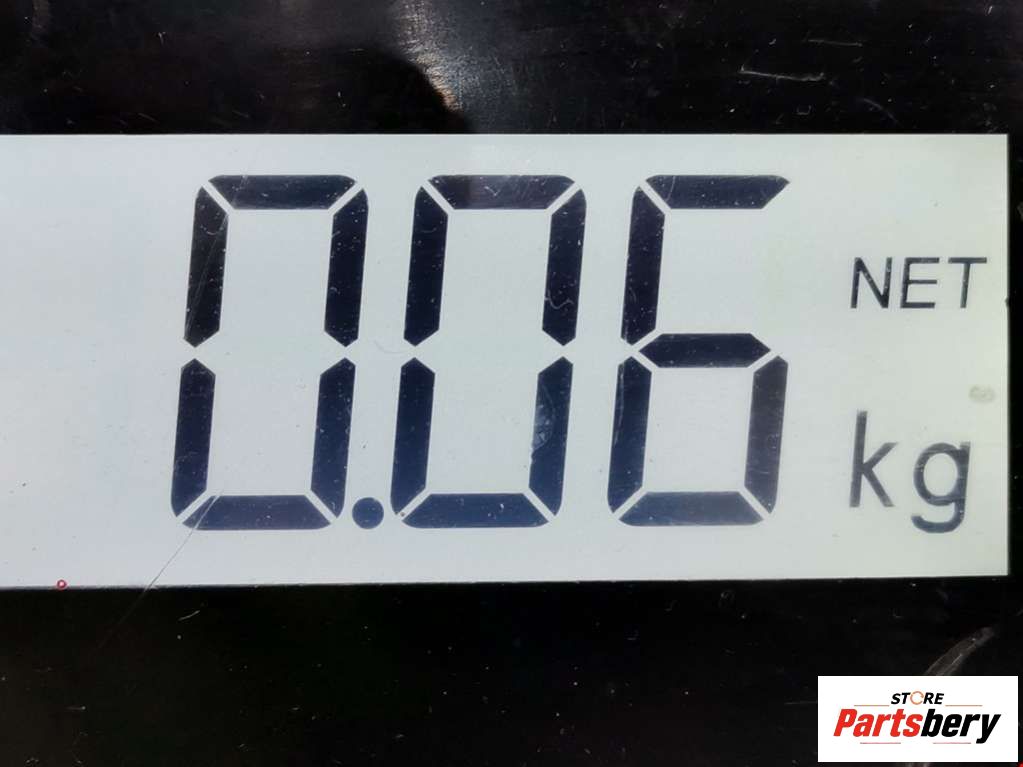 0.06
NET
kg
STORE
Partsbery